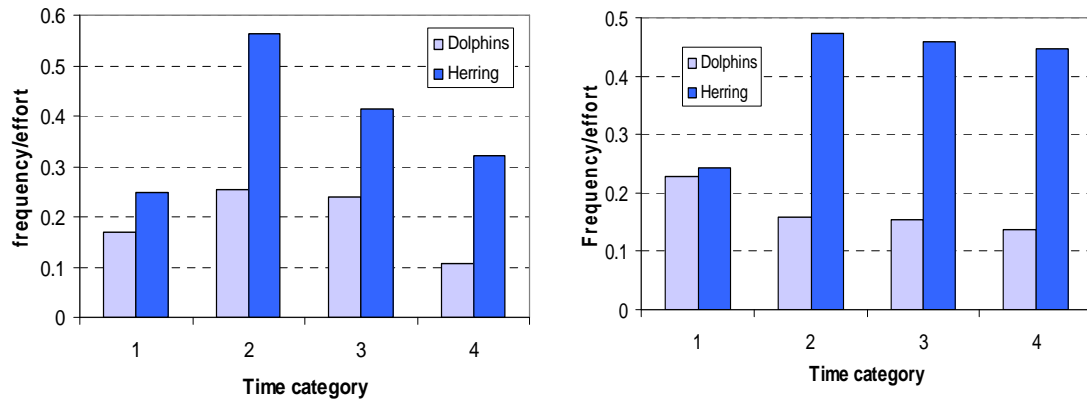 0.6
0.5
0.4
0.3
0.2
0.1
0
frequency/effort
Dolphins
Herring
1 2 3 4
Time category
0.5
0.4
0.3
0.2
0.1
0
Frequency/effort
Dolphins
Herring
1 2 3 4
Time category